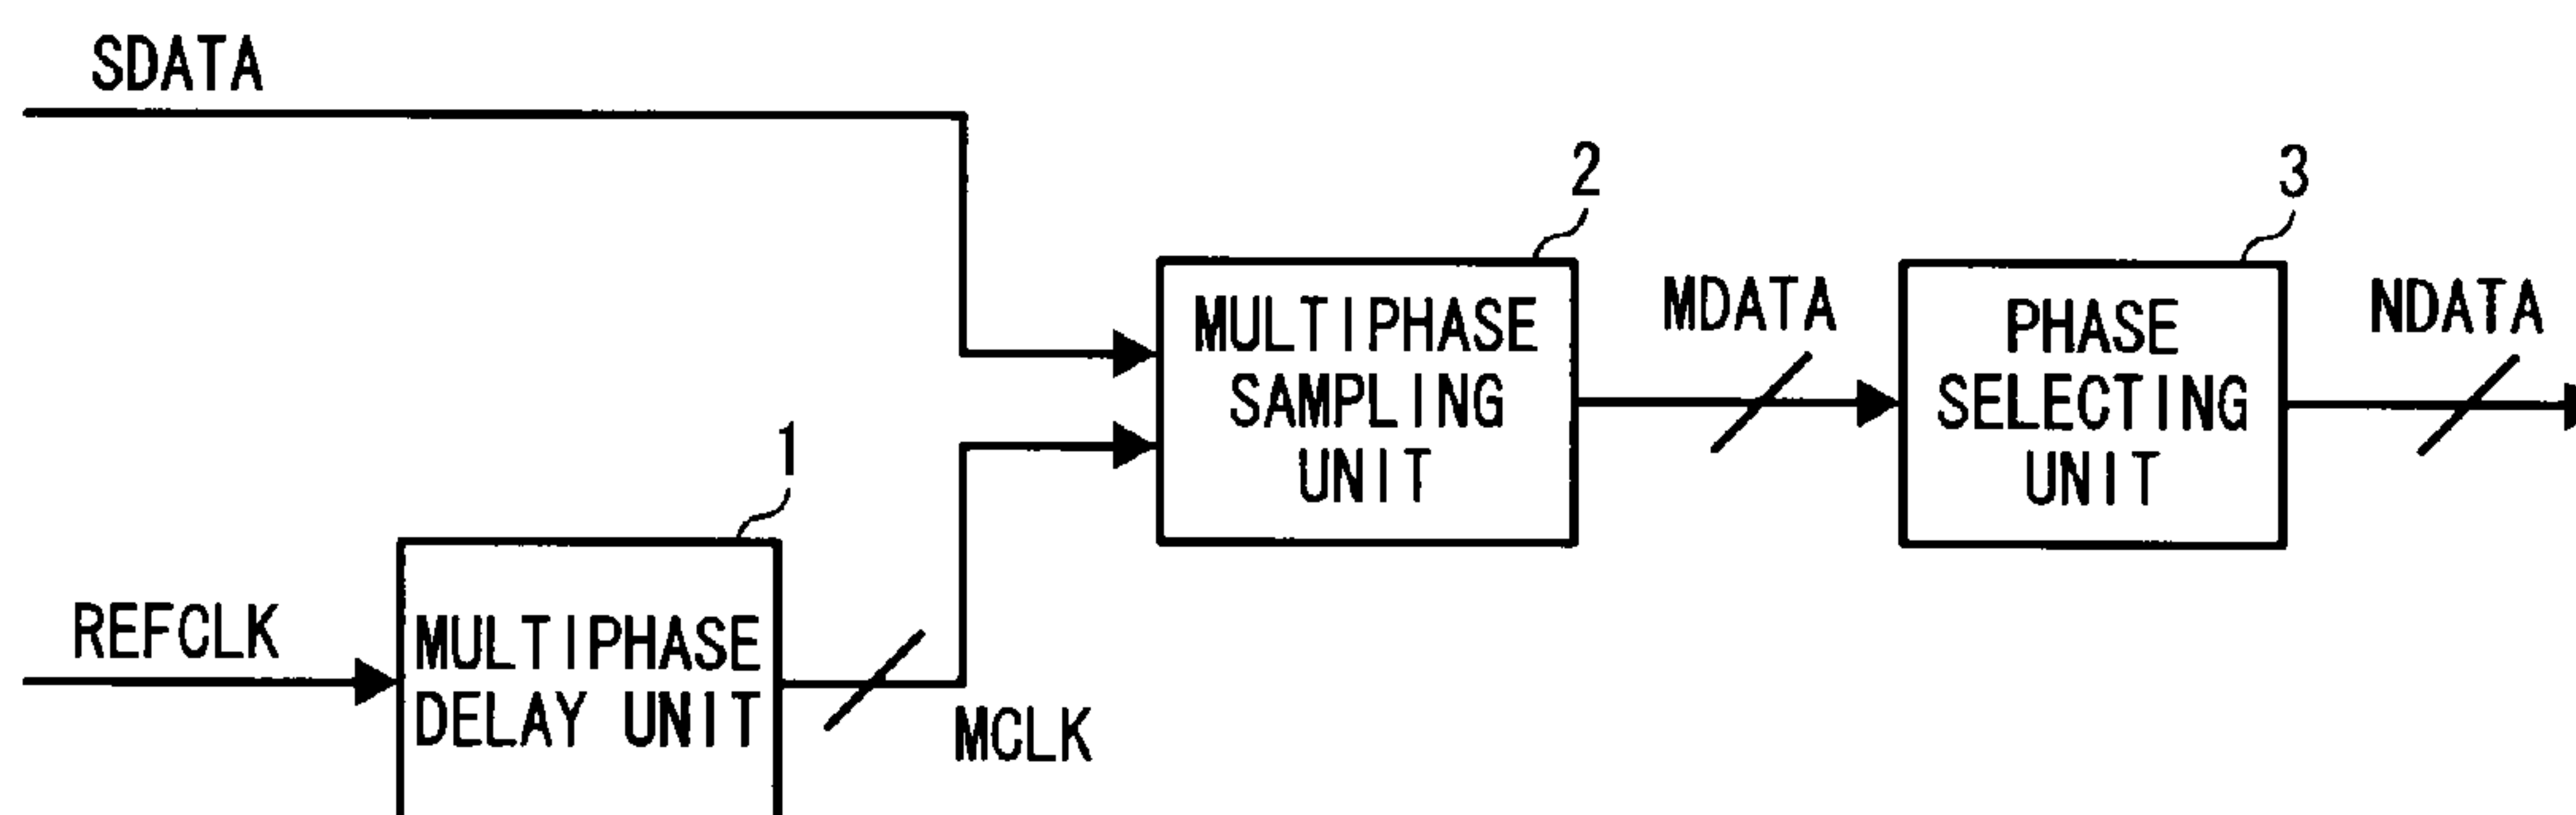 SDATA
2
3
MULTIPHASE
SAMPLING
UNIT
MDATA
PHASE
SELECTING
UNIT
NDATA
1
REFCLK
MULTIPHASE
DELAY UNIT
MCLK